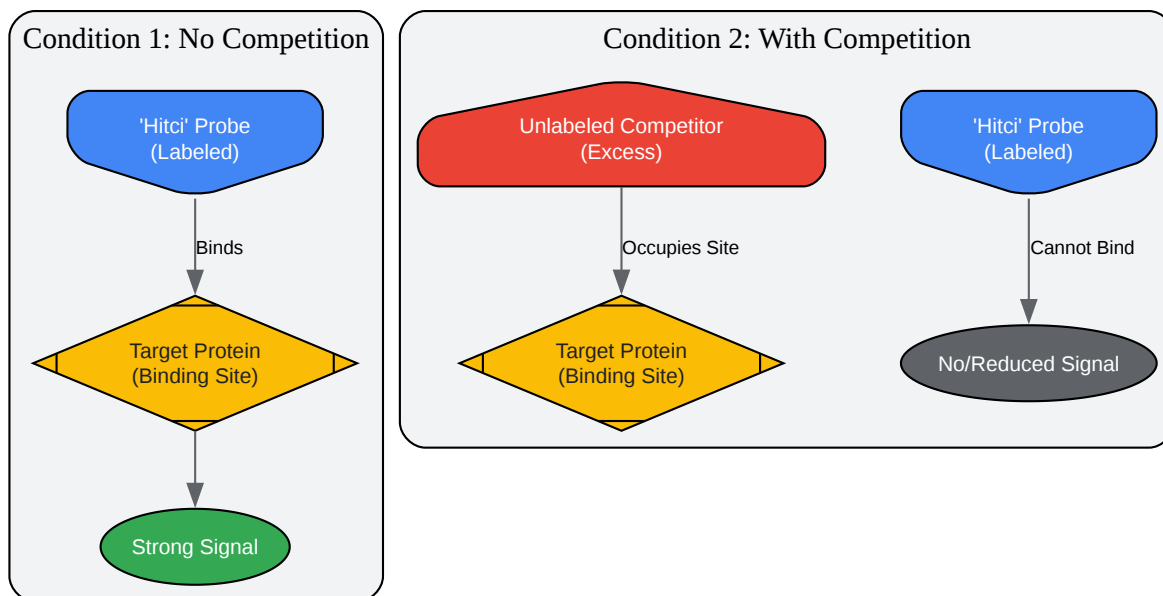 Condition 1: No Competition
'Hitci' Probe
(Labeled)
Binds
Target Protein
(Binding Site)
Strong Signal
Condition 2: With Competition
Unlabeled Competitor
(Excess)
Occupies Site
Target Protein
(Binding Site)
'Hitci' Probe
(Labeled)
Cannot Bind
No/Reduced Signal